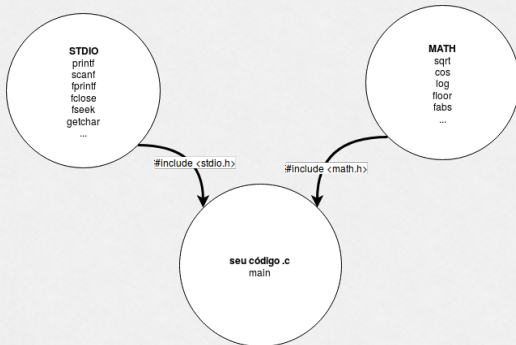 STDIO
printf
scanf
fprintf
fclose
fseek
getchar
...
MATH
sqrt
cos
log
floor
fabs
...
#include <stdio.h>
#include <math.h>
seu código .c
main